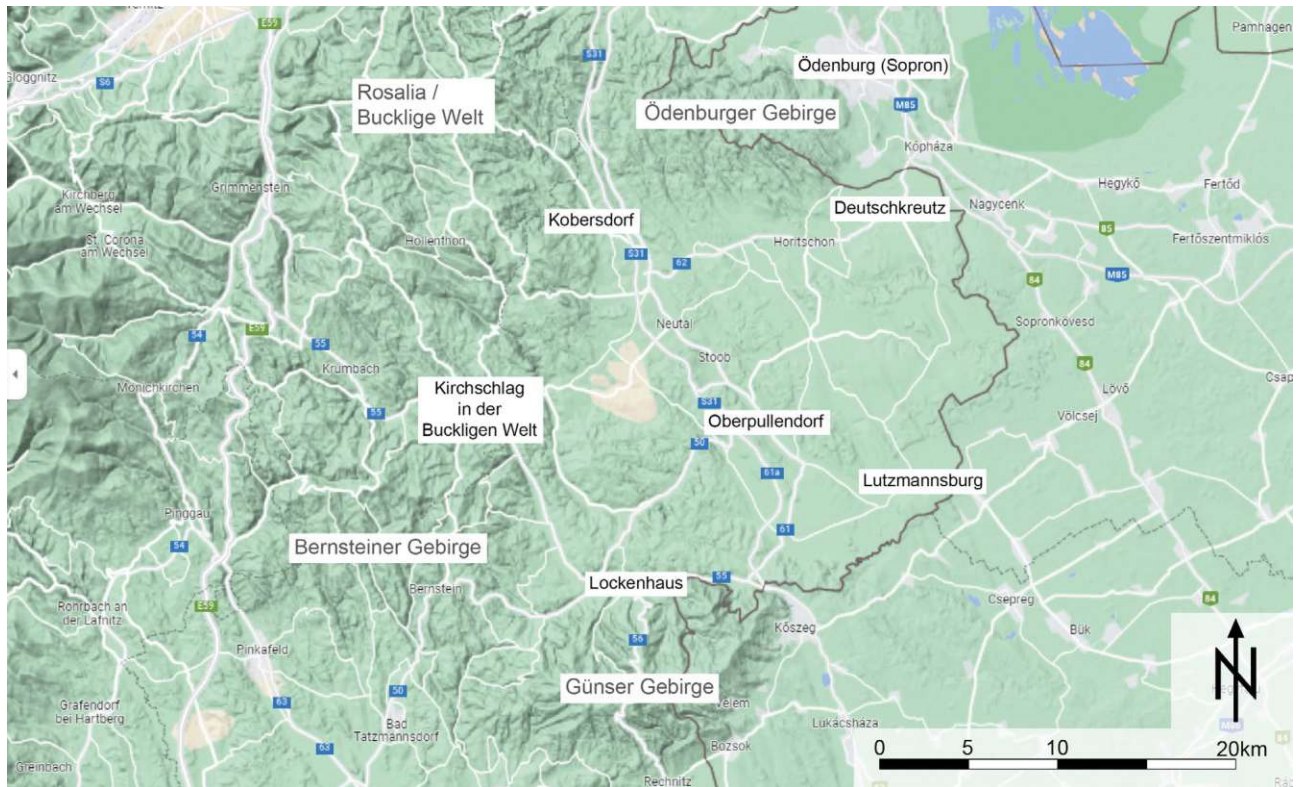 E59
S31
Pamhagen
Gloggnitz
S6
Rosalia /
Bucklige Welt
Ödenburg (Sopron)
Ödenburger Gebirge
M85
Kópháza
Kirchberg
am Wechsel
Grimmenstein
Hegykő
Fertőd
Deutschkreutz
Nagycenk
Kobersdorf
St. Corona
am Wechsel
Hollenthon
Horitschon
85
Fertőszentmiklós
S31
62
M85
84
Neutal
Sopronkövesd
54
E59
55
Stoob
Mönichkirchen
Krumbach
Lövő
84
Csap
Kirchschlag
in der
Buckligen Welt
55
S31
Oberpullendorf
Völcsej
50
61a
Lutzmannsburg
Pinggau
61
54
Bernsteiner Gebirge
Lockenhaus
55
Bernstein
Csepreg
84
Rohrbach an
der Lafnitz
E59
Kőszeg
Bük
56
Pinkafeld
N
Günser Gebirge
50
63
Velem
Grafendorf
bei Hartberg
Bad
Tatzmannsdorf
Lukácsháza
63
Bozsok
0 5 10 20km
Greinbach
Rechnitz